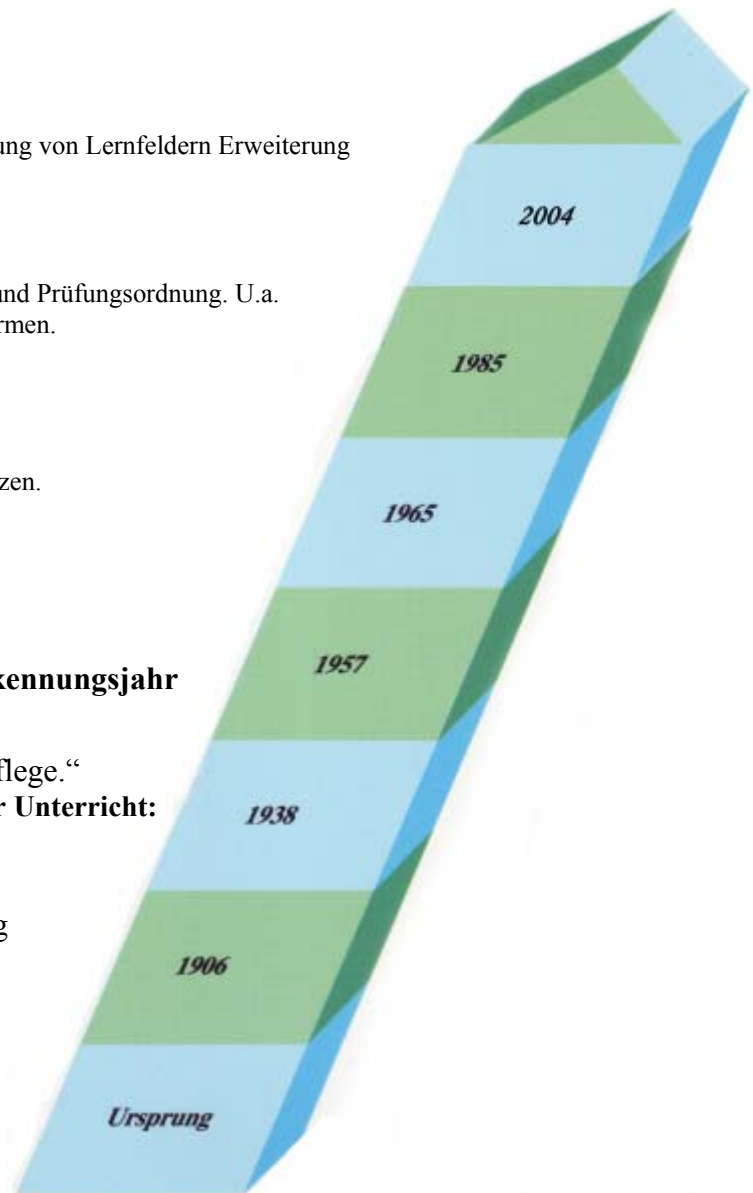 ung von Lernfeldern Erweiterung
2004
und Prüfungsordnung. U.a.
rmen.
1985
zen.
1965
1957
kennungsjahr
flege.“
r Unterricht:
1938
g
1906
Ursprung